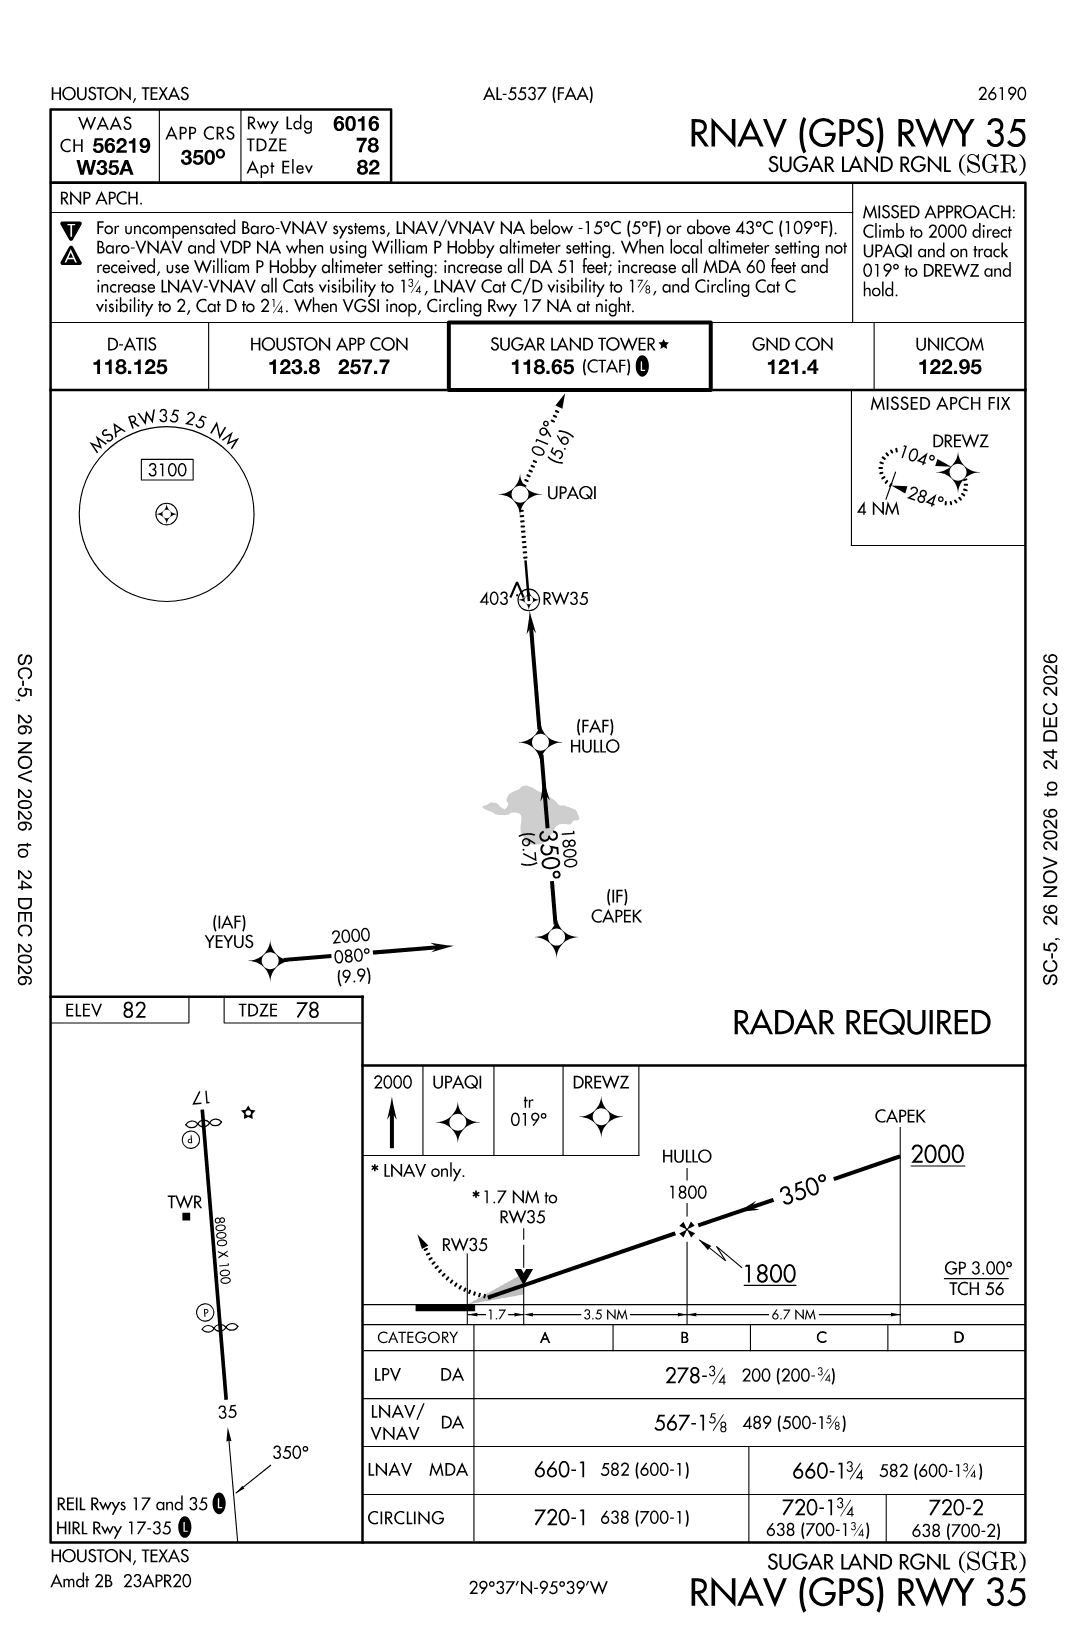 HOUSTON, TEXAS
AL-5537 (FAA)
26190
WAAS
CH 56219
W35A
APP CRS
350°
Rwy Ldg 6016
TDZE 78
Apt Elev 82
RNAV (GPS) RWY 35
SUGAR LAND RGNL (SGR)
RNP APCH.
T
A
For uncompensated Baro-VNAV systems, LNAV/VNAV NA below -15°C (5°F) or above 43°C (109°F).
Baro-VNAV and VDP NA when using William P Hobby altimeter setting. When local altimeter setting not
received, use William P Hobby altimeter setting: increase all DA 51 feet; increase all MDA 60 feet and
increase LNAV-VNAV all Cats visibility to 1¾, LNAV Cat C/D visibility to 1⅞, and Circling Cat C
visibility to 2, Cat D to 2¼. When VGSI inop, Circling Rwy 17 NA at night.
MISSED APPROACH:
Climb to 2000 direct
UPAQI and on track
019° to DREWZ and
hold.
D-ATIS
118.125
HOUSTON APP CON
123.8 257.7
SUGAR LAND TOWER★
118.65 (CTAF) L
GND CON
121.4
UNICOM
122.95
MSA RW35 25 NM
3100
019°
(5.6)
UPAQI
MISSED APCH FIX
DREWZ
104°
284°
4 NM
403
RW35
(FAF)
HULLO
1800
350°
(6.7)
(IF)
CAPEK
(IAF)
YEYUS
2000
080°
(9.9)
RADAR REQUIRED
SC-5, 26 NOV 2026 to 24 DEC 2026
SC-5, 26 NOV 2026 to 24 DEC 2026
ELEV 82
TDZE 78
17
P
TWR
8000 X 100
P
35
350°
REIL Rwys 17 and 35 L
HIRL Rwy 17-35 L
2000
UPAQI
tr
019°
DREWZ
* LNAV only.
*1.7 NM to
RW35
RW35
HULLO
1800
CAPEK
2000
350°
1800
GP 3.00°
TCH 56
1.7
3.5 NM
6.7 NM
CATEGORY A B C D
LPV DA 278-¾ 200 (200-¾)
LNAV/
VNAV DA 567-1⅝ 489 (500-1⅝)
LNAV MDA 660-1 582 (600-1) 660-1¾ 582 (600-1¾)
CIRCLING 720-1 638 (700-1) 720-1¾ 638 (700-1¾) 720-2 638 (700-2)
HOUSTON, TEXAS
Amdt 2B 23APR20
29°37'N-95°39'W
SUGAR LAND RGNL (SGR)
RNAV (GPS) RWY 35